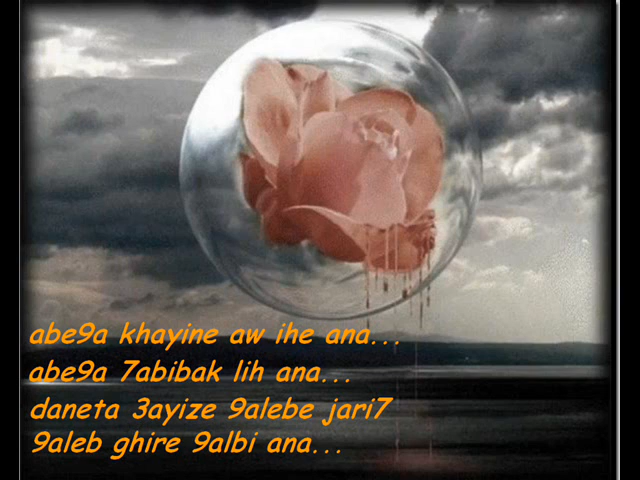 abe9a khayine aw ihe ana...
abe9a 7abibak lih ana...
daneta 3ayize 9alebe jari7
9aleb ghire 9albi ana...